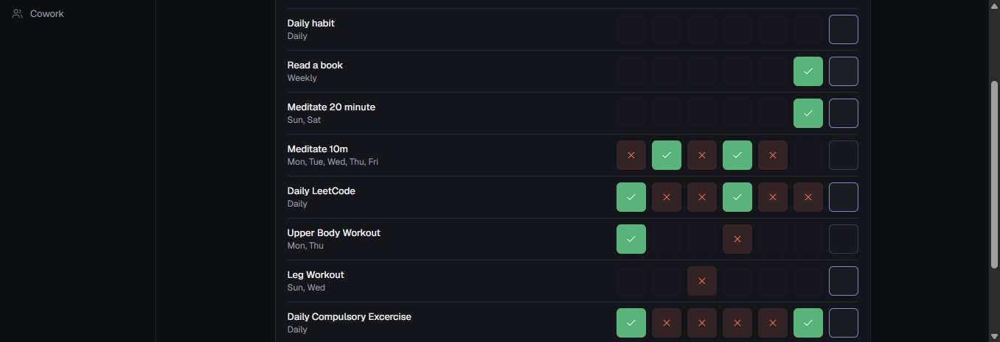 Cowork
Daily habit
Daily
Read a book
Weekly
Meditate 20 minute
Sun, Sat
Meditate 10m
Mon, Tue, Wed, Thu, Fri
Daily LeetCode
Daily
Upper Body Workout
Mon, Thu
Leg Workout
Sun, Wed
Daily Compulsory Excercise
Daily